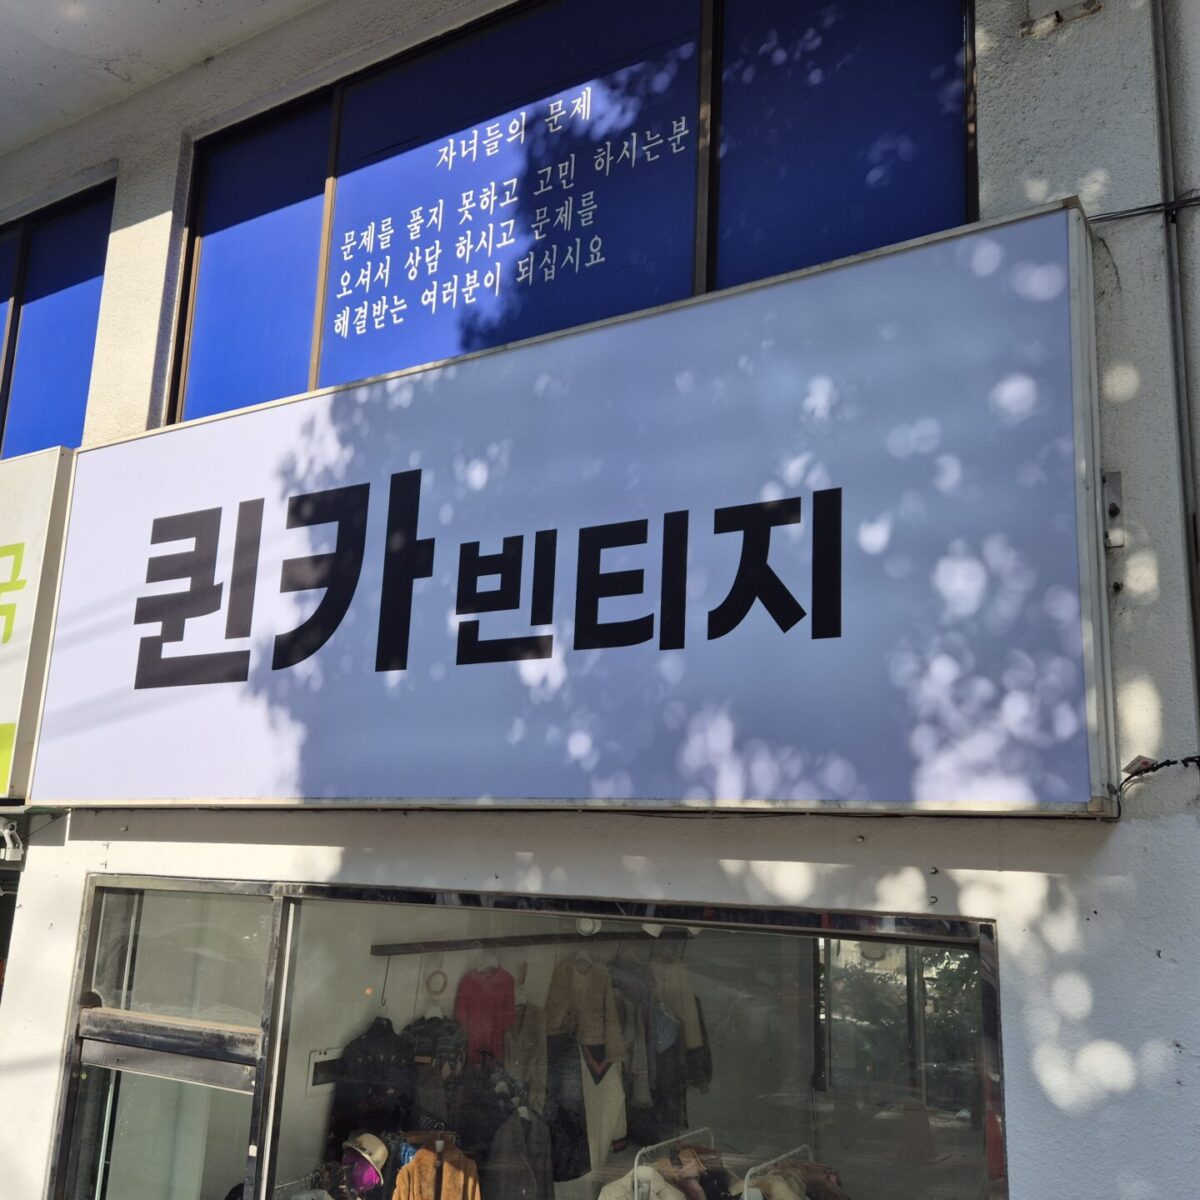 자녀들의 문제
문제를 풀지 못하고 고민 하시는분
오셔서 상담 하시고 문제를
해결받는 여러분이 되십시요
국
퀸카 빈티지